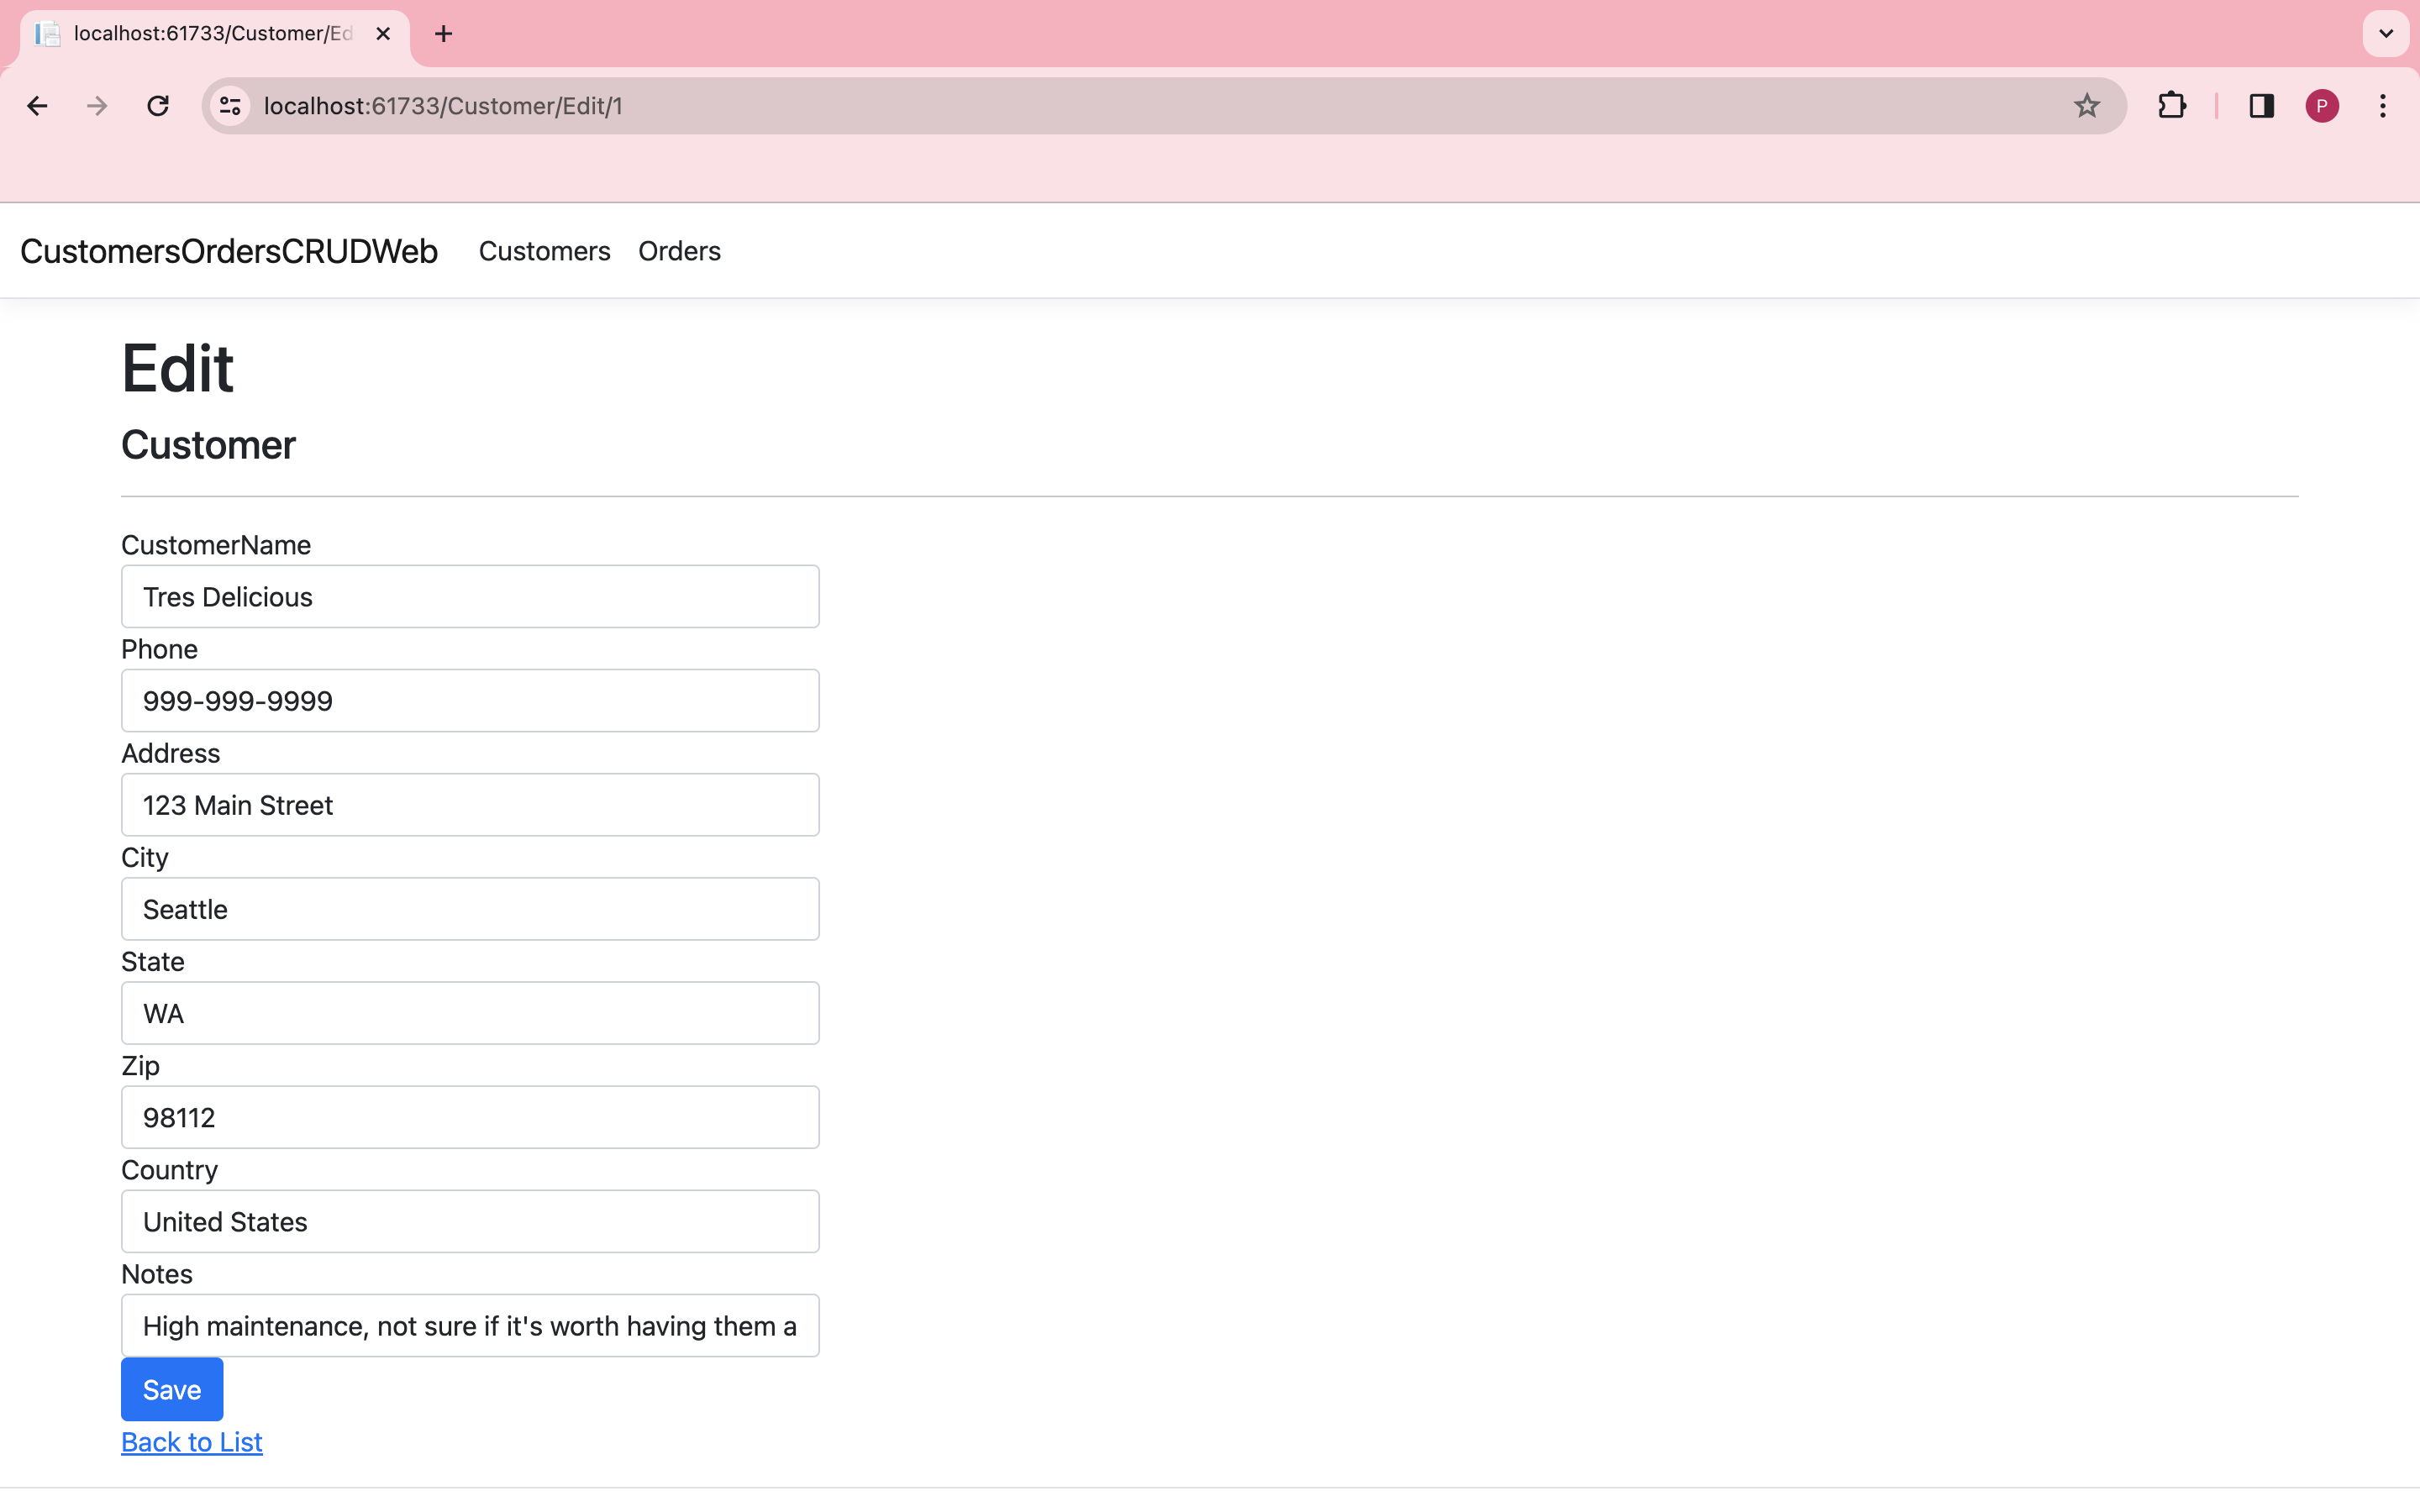 localhost:61733/Customer/Ed
localhost:61733/Customer/Edit/1
P
CustomersOrdersCRUDWeb Customers Orders
Edit
Customer
CustomerName
Tres Delicious
Phone
999-999-9999
Address
123 Main Street
City
Seattle
State
WA
Zip
98112
Country
United States
Notes
High maintenance, not sure if it's worth having them a
Save
Back to List